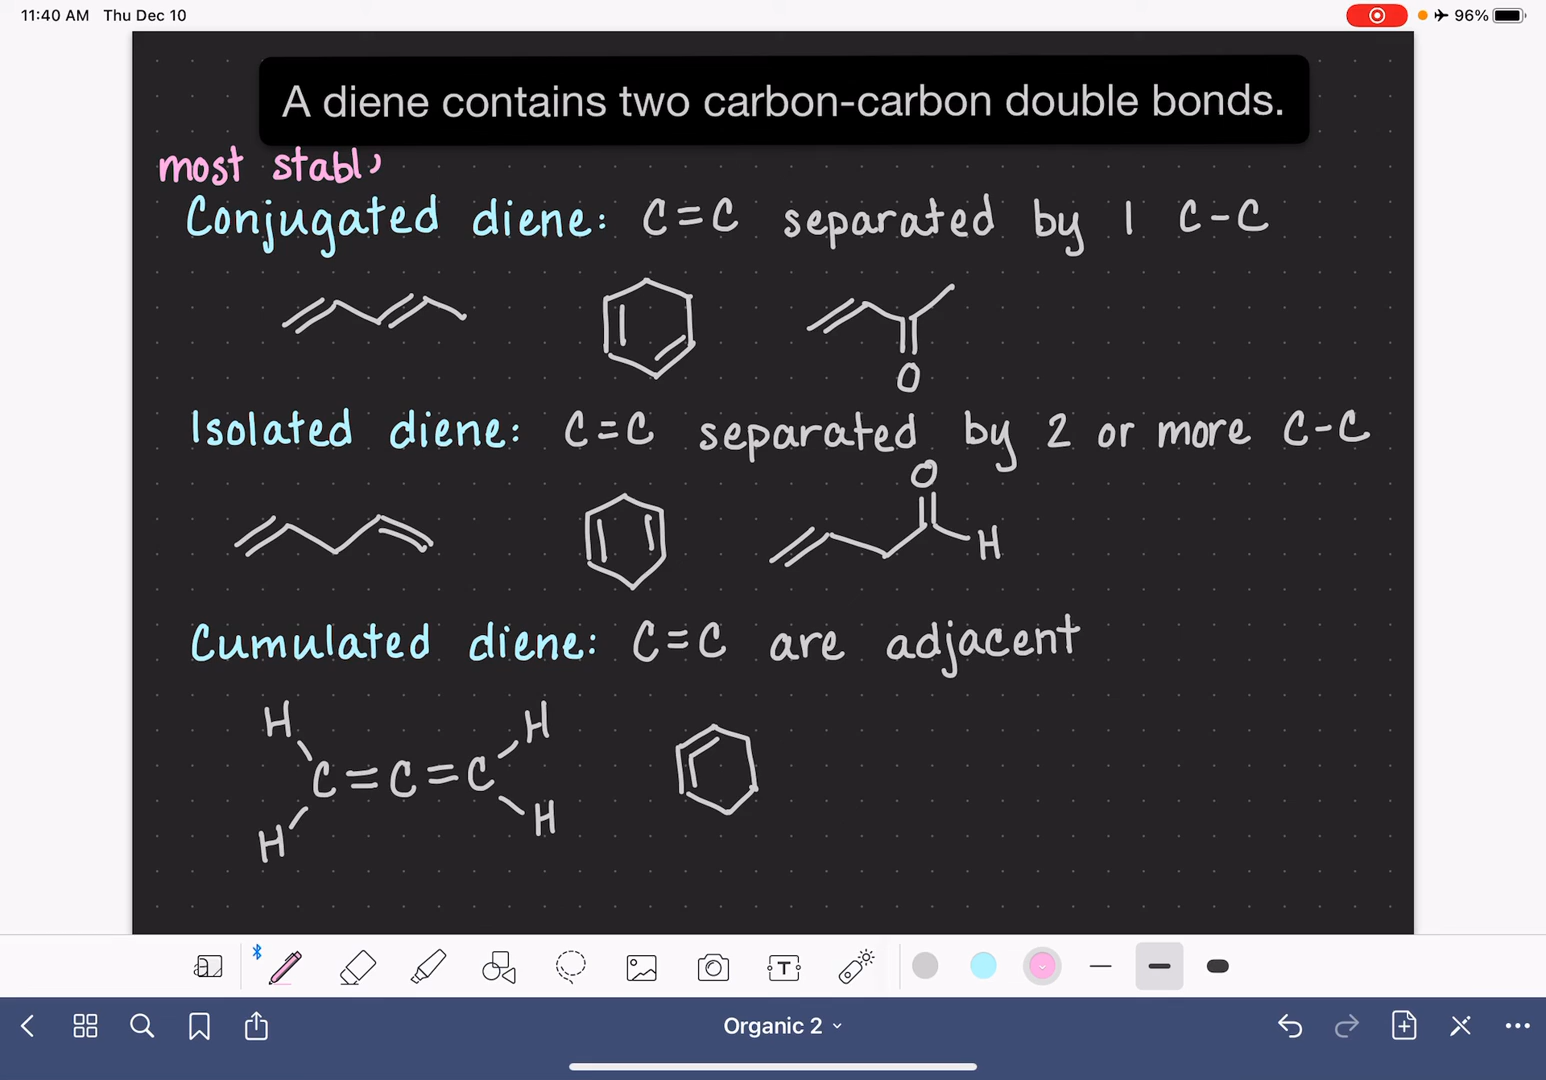 11:40 AM Thu Dec 10
96%
A diene contains two carbon-carbon double bonds.
most stabl
Conjugated diene: C=C separated by 1 C-C
O
Isolated diene: C=C separated by 2 or more C-C
O
H
Cumulated diene: C=C are adjacent
H H
C=C=C
H H
T
Organic 2